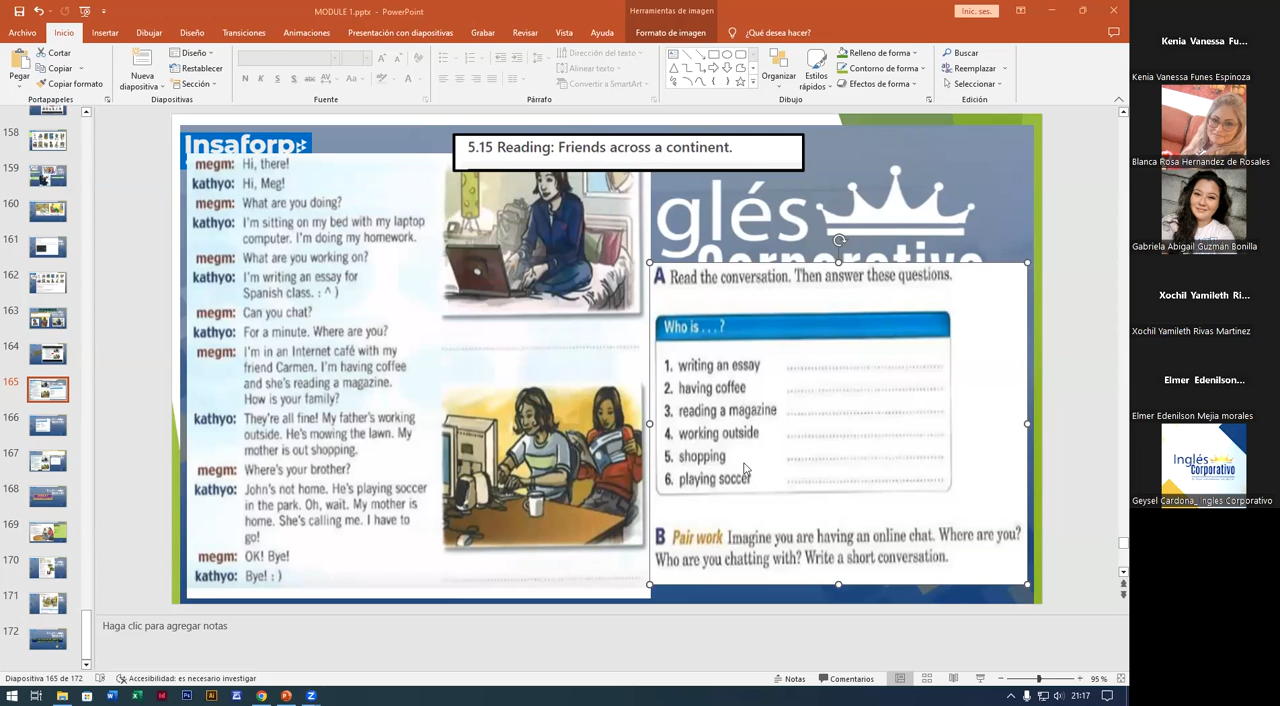 MODULE 1.pptx - PowerPoint
Herramientas de imagen
Inic. ses.
Archivo Inicio Insertar Dibujar Diseño Transiciones Animaciones Presentación con diapositivas Grabar Revisar Vista Ayuda Formato de imagen ¿Qué desea hacer?
Pegar
Cortar
Copiar
Copiar formato
Portapapeles
Nueva
diapositiva
Diseño
Restablecer
Sección
Diapositivas
N K S S abc AV Aa A
Fuente
Párrafo
Dirección del texto
Alinear texto
Convertir a SmartArt
Organizar
Estilos
rápidos
Relleno de forma
Contorno de forma
Efectos de forma
Dibujo
Buscar
Reemplazar
Seleccionar
Edición
158
159
160
161
162
163
164
165
166
167
168
169
170
171
172
Insaforp
5.15 Reading: Friends across a continent.
megm: Hi, there!
kathyo: Hi, Meg!
megm: What are you doing?
kathyo: I'm sitting on my bed with my laptop
computer. I'm doing my homework.
megm: What are you working on?
kathyo: I'm writing an essay for
Spanish class. : ^ )
megm: Can you chat?
kathyo: For a minute. Where are you?
megm: I'm in an Internet café with my
friend Carmen. I'm having coffee
and she's reading a magazine.
How is your family?
kathyo: They're all fine! My father's working
outside. He's mowing the lawn. My
mother is out shopping.
megm: Where's your brother?
kathyo: John's not home. He's playing soccer
in the park. Oh, wait. My mother is
home. She's calling me. I have to
go!
megm: OK! Bye!
kathyo: Bye! : )
glés
Corporativo
A Read the conversation. Then answer these questions.
Who is . . . ?
1. writing an essay
2. having coffee
3. reading a magazine
4. working outside
5. shopping
6. playing soccer
B Pair work Imagine you are having an online chat. Where are you?
Who are you chatting with? Write a short conversation.
Haga clic para agregar notas
Diapositiva 165 de 172
Accesibilidad: es necesario investigar
Notas
Comentarios
95 %
21:17
Kenia Vanessa Fu...
Kenia Vanessa Funes Espinoza
Blanca Rosa Hernandez de Rosales
Gabriela Abigail Guzman Bonilla
Xochil Yamileth Ri...
Xochil Yamileth Rivas Martinez
Elmer Edenilson...
Elmer Edenilson Mejia morales
Inglés
Corporativo
Geysel Cardona_ Ingles Corporativo